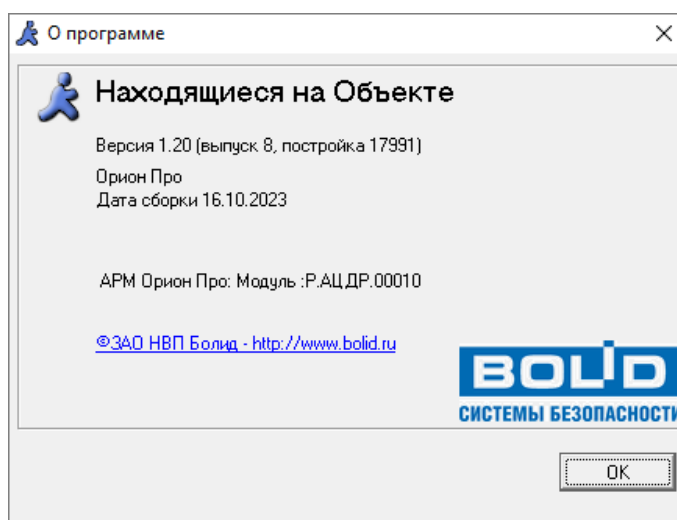 О программе
Находящиеся на Объекте
Версия 1.20 (выпуск 8, постройка 17991)
Орион Про
Дата сборки 16.10.2023
АРМ Орион Про: Модуль :Р.АЦДР.00010
©ЗАО НВП Болид - http://www.bolid.ru
BOLID
СИСТЕМЫ БЕЗОПАСНОСТИ
OK